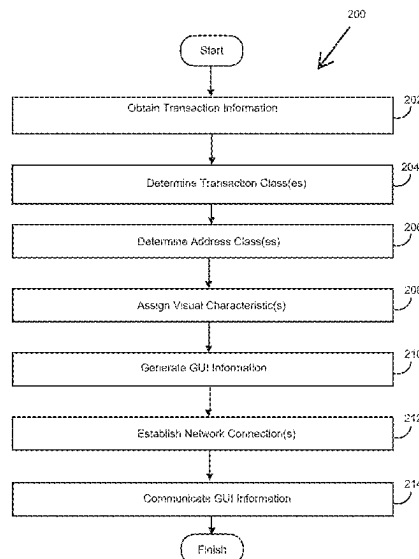 200
Start
Obtain Transaction Information
202
Determine Transaction Class(es)
204
Determine Address Class(es)
206
Assign Visual Characteristic(s)
208
Generate GUI Information
210
Establish Network Connection(s)
212
Communicate GUI Information
214
Finish